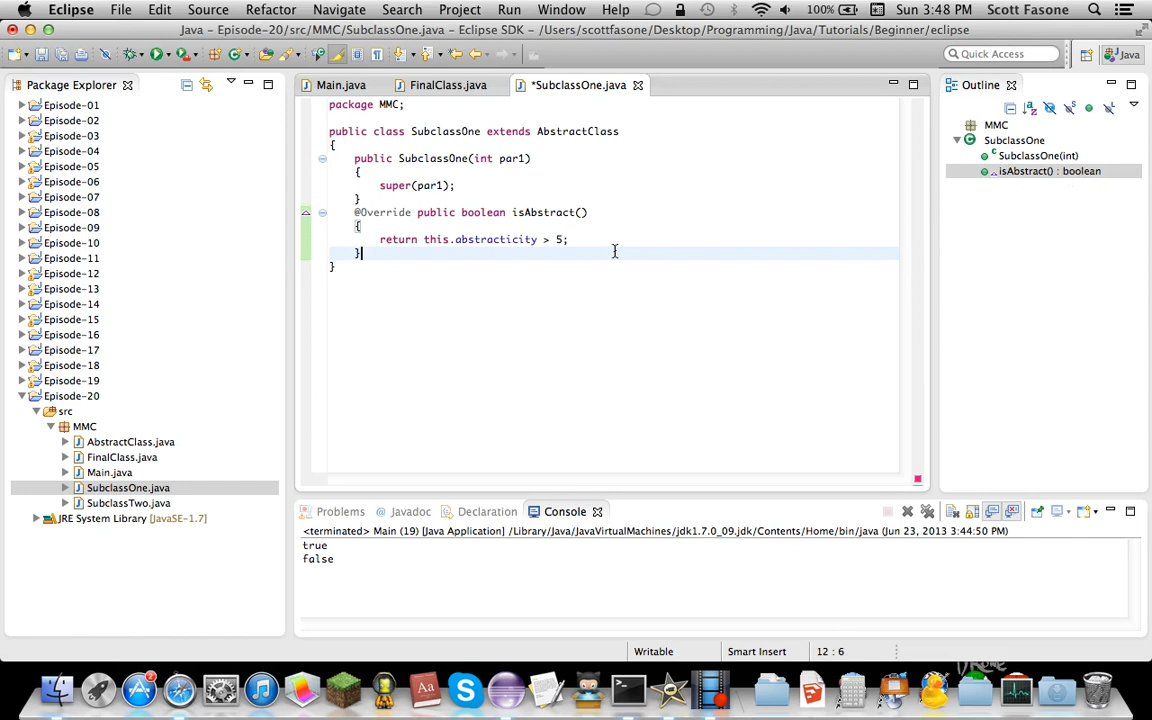 Eclipse File Edit Source Refactor Navigate Search Project Run Window Help 100% Sun 3:48 PM Scott Fasone
Java - Episode-20/src/MMC/SubclassOne.java - Eclipse SDK - /Users/scottfasone/Desktop/Programming/Java/Tutorials/Beginner/eclipse
Quick Access Java
Package Explorer
Episode-01
Episode-02
Episode-03
Episode-04
Episode-05
Episode-06
Episode-07
Episode-08
Episode-09
Episode-10
Episode-11
Episode-12
Episode-13
Episode-14
Episode-15
Episode-16
Episode-17
Episode-18
Episode-19
Episode-20
src
MMC
AbstractClass.java
FinalClass.java
Main.java
SubclassOne.java
SubclassTwo.java
JRE System Library [JavaSE-1.7]
Main.java FinalClass.java *SubclassOne.java
package MMC;
public class SubclassOne extends AbstractClass
{
public SubclassOne(int par1)
{
super(par1);
}
@Override public boolean isAbstract()
{
return this.abstracticity > 5;
}
}
Outline
MMC
SubclassOne
SubclassOne(int)
isAbstract() : boolean
Problems Javadoc Declaration Console
<terminated> Main (19) [Java Application] /Library/Java/JavaVirtualMachines/jdk1.7.0_09.jdk/Contents/Home/bin/java (Jun 23, 2013 3:44:50 PM)
true
false
Writable Smart Insert 12 : 6